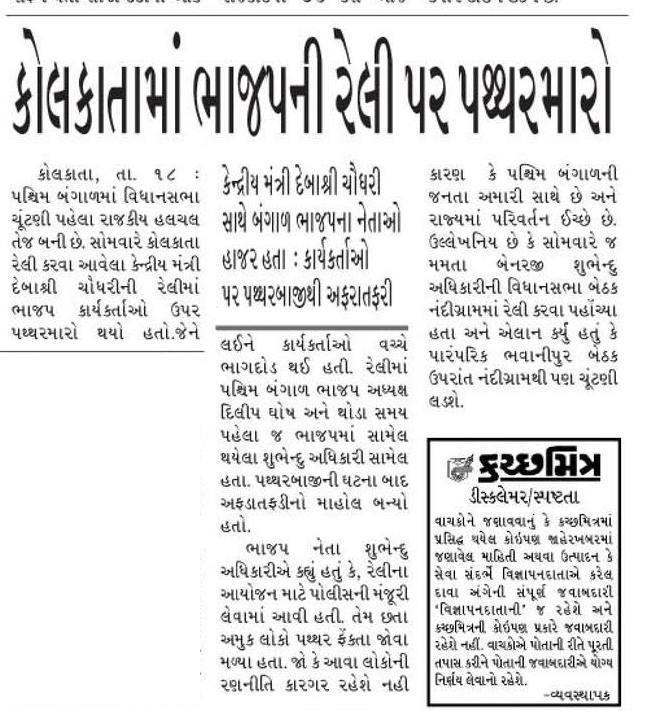 કોલકાતામાં ભાજપની રેલી પર પથ્થરમારો
કોલકાતા, તા. ૧૮ :
પશ્ચિમ બંગાળમાં વિધાનસભા
ચૂંટણી પહેલા રાજકીય હલચલ
તેજ બની છે. સોમવારે કોલકાતા
રેલી કરવા આવેલા કેન્દ્રીય મંત્રી
દેબાશ્રી ચૌધરીની રેલીમાં
ભાજપ કાર્યકર્તાઓ ઉપર
પથ્થરમારો થયો હતો.જેને
કેન્દ્રીય મંત્રી દેબાશ્રી ચૌધરી
સાથે બંગાળ ભાજપના નેતાઓ
હાજર હતા : કાર્યકર્તાઓ
પર પથ્થરબાજીથી અફરાતફરી
લઈને કાર્યકર્તાઓ વચ્ચે
ભાગદોડ થઈ હતી. રેલીમાં
પશ્ચિમ બંગાળ ભાજપ અધ્યક્ષ
દિલીપ ઘોષ અને થોડા સમય
પહેલા જ ભાજપમાં સામેલ
થયેલા શુભેન્દુ અધિકારી સામેલ
હતા. પથ્થરબાજીની ઘટના બાદ
અફડાતફડીનો માહોલ બન્યો
હતો.
ભાજપ નેતા શુભેન્દુ
અધિકારીએ કહ્યું હતું કે, રેલીના
આયોજન માટે પોલીસની મંજૂરી
લેવામાં આવી હતી. તેમ છતા
અમુક લોકો પથ્થર ફેંક્તા જોવા
મળ્યા હતા. જો કે આવા લોકોની
રણનીતિ કારગર રહેશે નહી
કારણ કે પશ્ચિમ બંગાળની
જનતા અમારી સાથે છે અને
રાજ્યમાં પરિવર્તન ઈચ્છે છે.
ઉલ્લેખનિય છે કે સોમવારે જ
મમતા બેનરજી શુભેન્દુ
અધિકારીની વિધાનસભા બેઠક
નંદીગ્રામમાં રેલી કરવા પહોંચ્યા
હતા અને એલાન કર્યું હતું કે
પારંપરિક ભવાનીપુર બેઠક
ઉપરાંત નંદીગ્રામથી પણ ચૂંટણી
લડશે.
કચ્છમિત્ર
ડીસ્કલેમર/સ્પષ્ટતા
વાચકોને જણાવવાનું કે કચ્છમિત્રમાં
પ્રસિદ્ધ થયેલ કોઇપણ જાહેરખબરમાં
જણાવેલ માહિતી અથવા ઉત્પાદન કે
સેવા સંદર્ભે વિજ્ઞાપનદાતાએ કરેલ
દાવા અંગેની સંપૂર્ણ જવાબદારી
‘વિજ્ઞાપનદાતાની’ જ રહેશે અને
કચ્છમિત્રની કોઇપણ પ્રકારે જવાબદારી
રહેશે નહીં. વાચકોએ પોતાની રીતે પૂરતી
તપાસ કરીને પોતાની જવાબદારીએ યોગ્ય
નિર્ણય લેવાનો રહેશે.
-વ્યવસ્થાપક